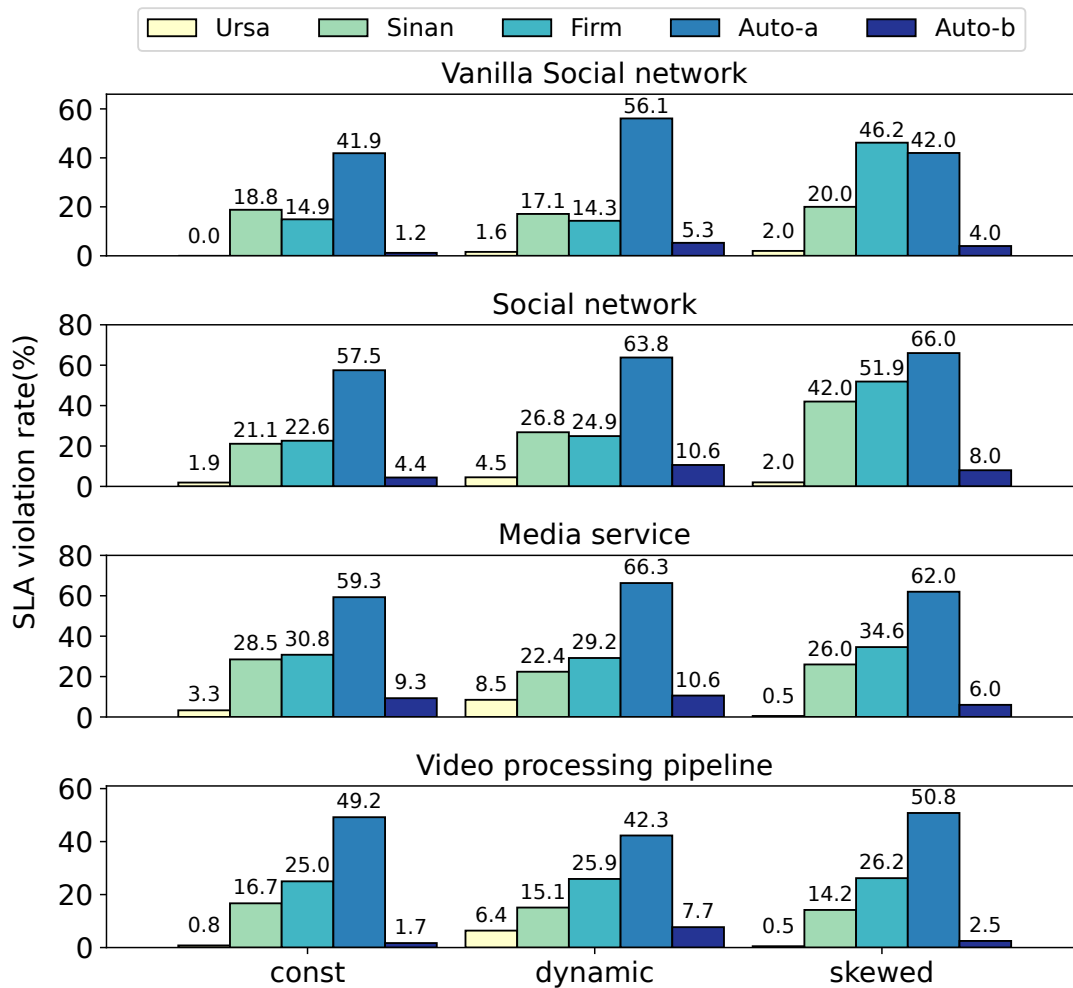 Ursa Sinan Firm Auto-a Auto-b
Vanilla Social network
60
40
20
0
0.0 18.8 14.9 41.9 1.2
1.6 17.1 14.3 56.1 5.3
2.0 20.0 46.2 42.0 4.0
Social network
80
60
40
20
0
1.9 21.1 22.6 57.5 4.4
4.5 26.8 24.9 63.8 10.6
2.0 42.0 51.9 66.0 8.0
SLA violation rate(%)
Media service
80
60
40
20
0
3.3 28.5 30.8 59.3 9.3
8.5 22.4 29.2 66.3 10.6
0.5 26.0 34.6 62.0 6.0
Video processing pipeline
60
40
20
0
0.8 16.7 25.0 49.2 1.7
6.4 15.1 25.9 42.3 7.7
0.5 14.2 26.2 50.8 2.5
const dynamic skewed